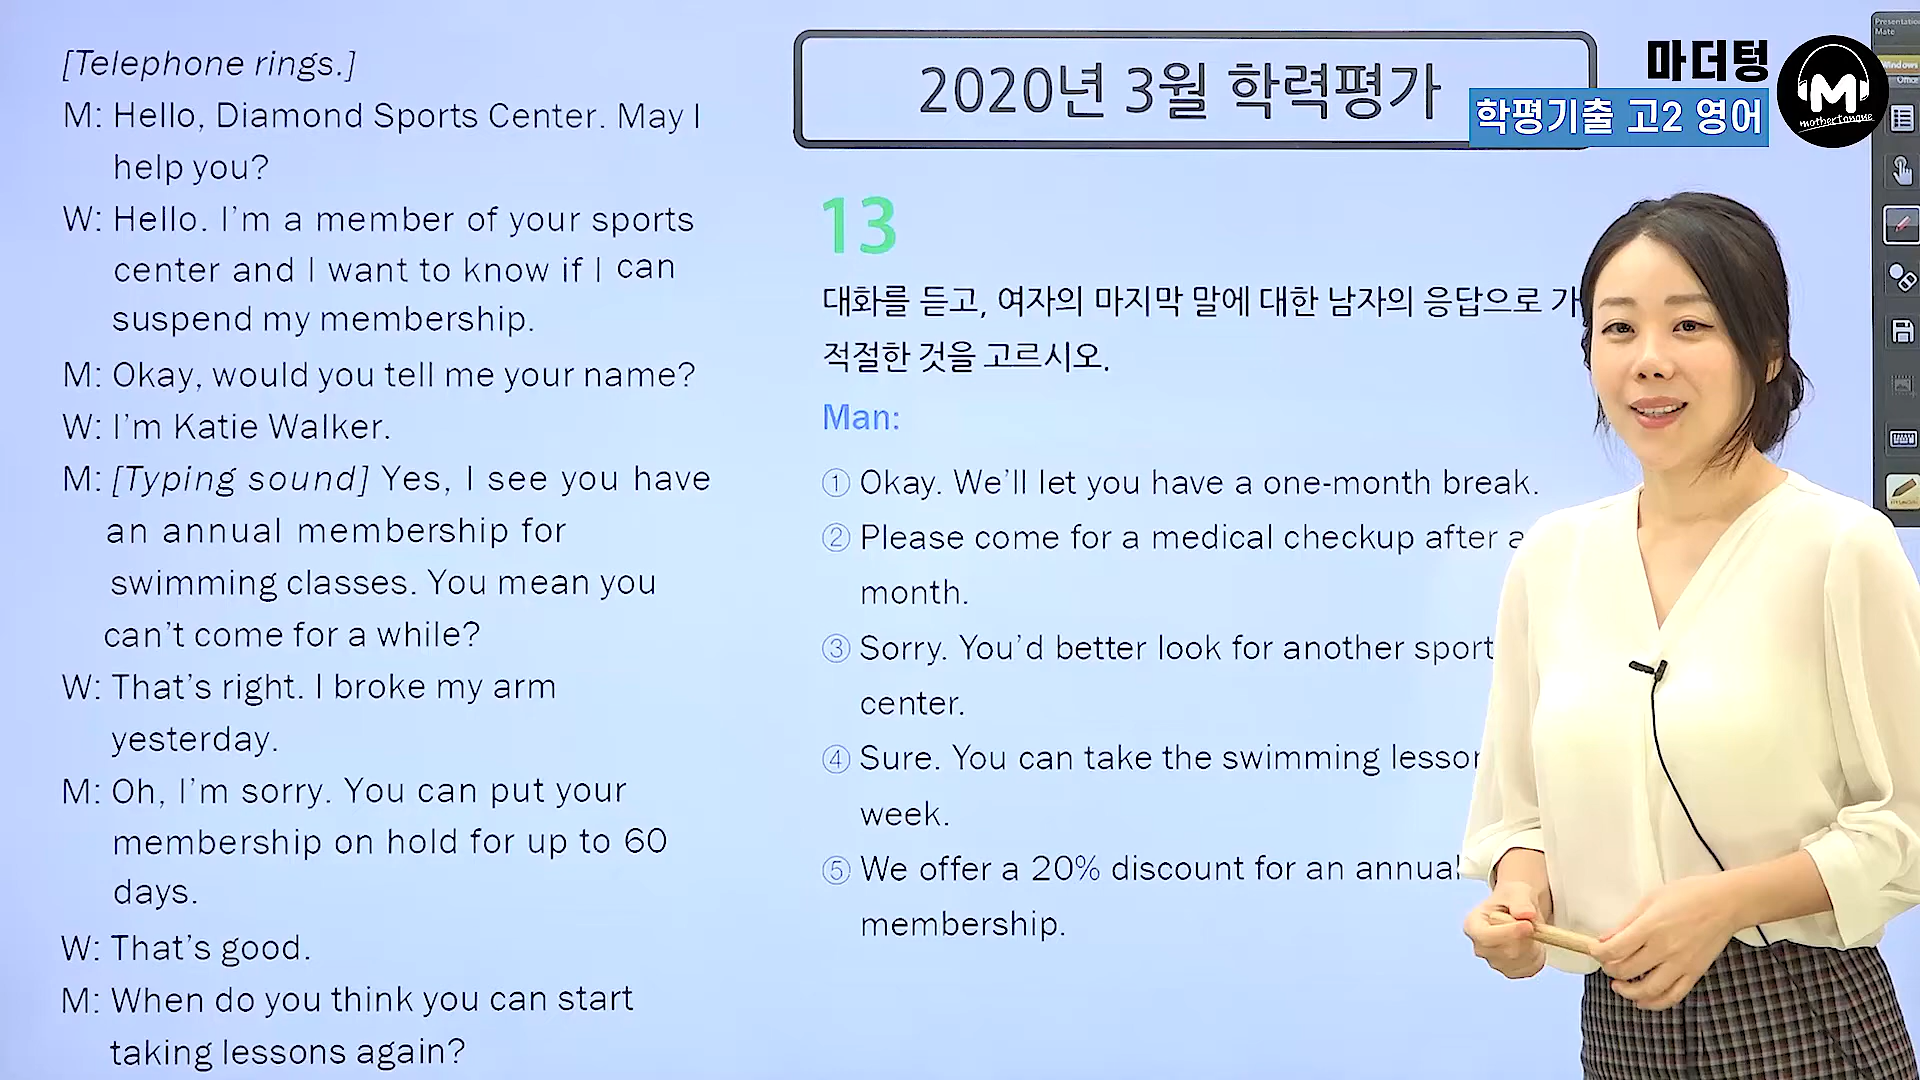 [Telephone rings.]
M: Hello, Diamond Sports Center. May I
help you?
W: Hello. I'm a member of your sports
center and I want to know if I can
suspend my membership.
M: Okay, would you tell me your name?
W: I'm Katie Walker.
M: [Typing sound] Yes, I see you have
an annual membership for
swimming classes. You mean you
can't come for a while?
W: That's right. I broke my arm
yesterday.
M: Oh, I'm sorry. You can put your
membership on hold for up to 60
days.
W: That's good.
M: When do you think you can start
taking lessons again?
2020년 3월 학력평가
마더텅
학평기출 고2 영어
M
mothertongue
13
대화를 듣고, 여자의 마지막 말에 대한 남자의 응답으로 가
적절한 것을 고르시오.
Man:
① Okay. We'll let you have a one-month break.
② Please come for a medical checkup after a
month.
③ Sorry. You'd better look for another sport
center.
④ Sure. You can take the swimming lesson
week.
⑤ We offer a 20% discount for an annual
membership.
Presentation
Mate
Windows
Office